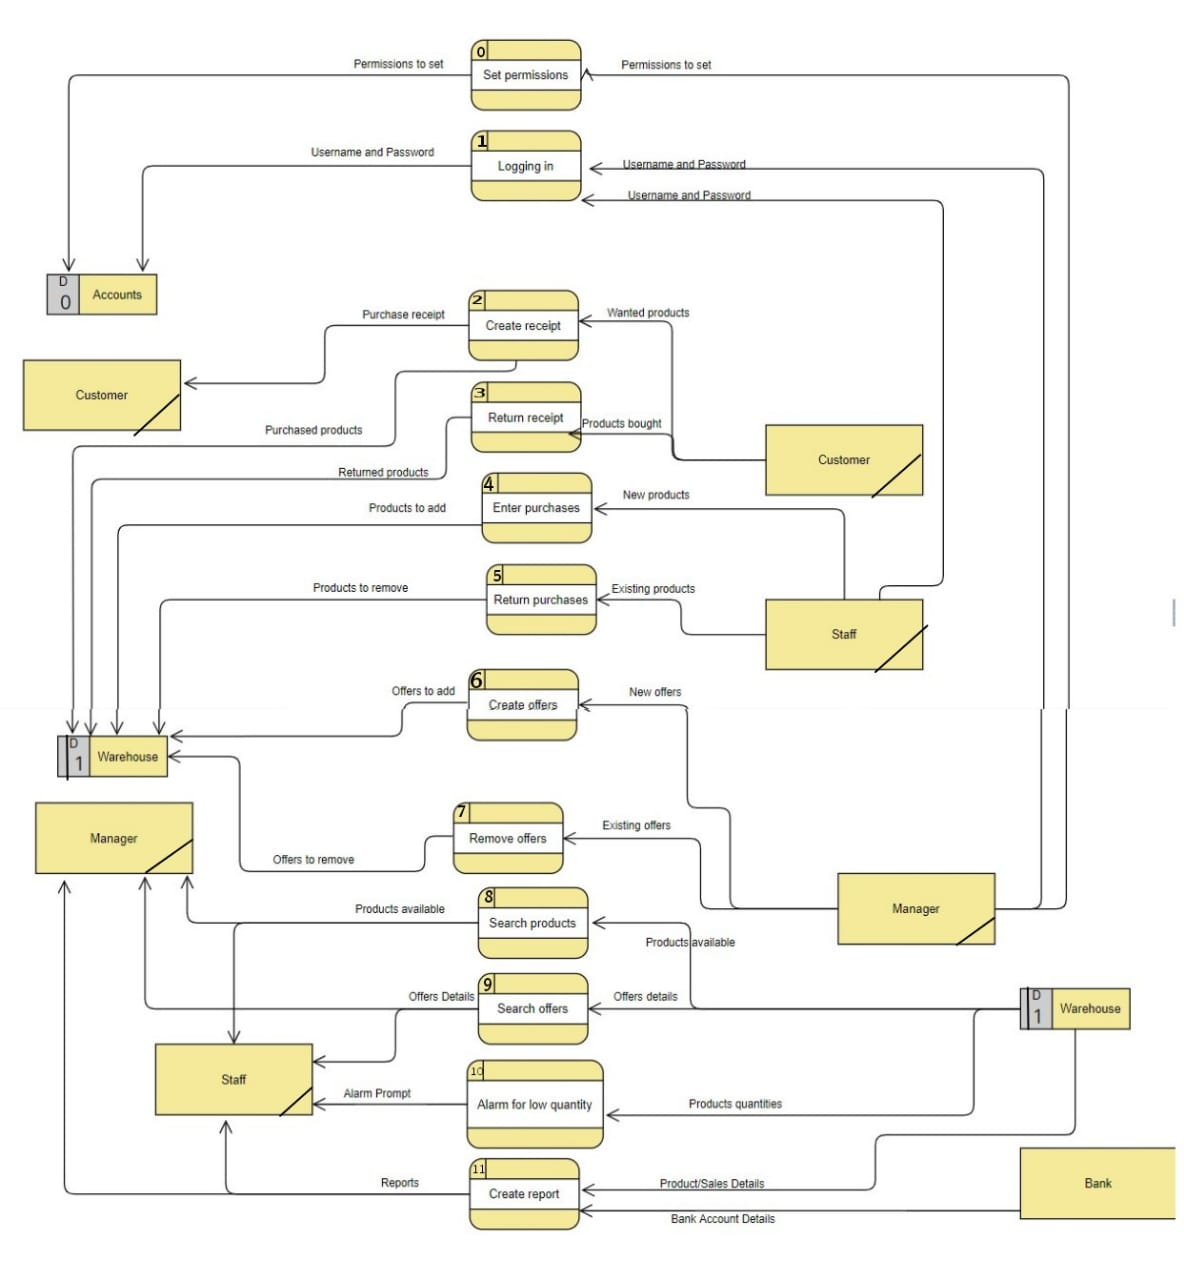 0
Permissions to set
Set permissions
Permissions to set
1
Username and Password
Logging in
Username and Password
Username and Password
D
0
Accounts
2
Purchase receipt
Create receipt
Wanted products
Customer
3
Return receipt
Products bought
Purchased products
Customer
Returned products
4
Products to add
Enter purchases
New products
5
Products to remove
Return purchases
Existing products
Staff
6
Offers to add
Create offers
New offers
D
1
Warehouse
7
Manager
Remove offers
Existing offers
Offers to remove
8
Products available
Search products
Manager
Products available
9
Offers Details
Search offers
Offers details
D
1
Warehouse
10
Staff
Alarm Prompt
Alarm for low quantity
Products quantities
11
Reports
Create report
Product/Sales Details
Bank
Bank Account Details